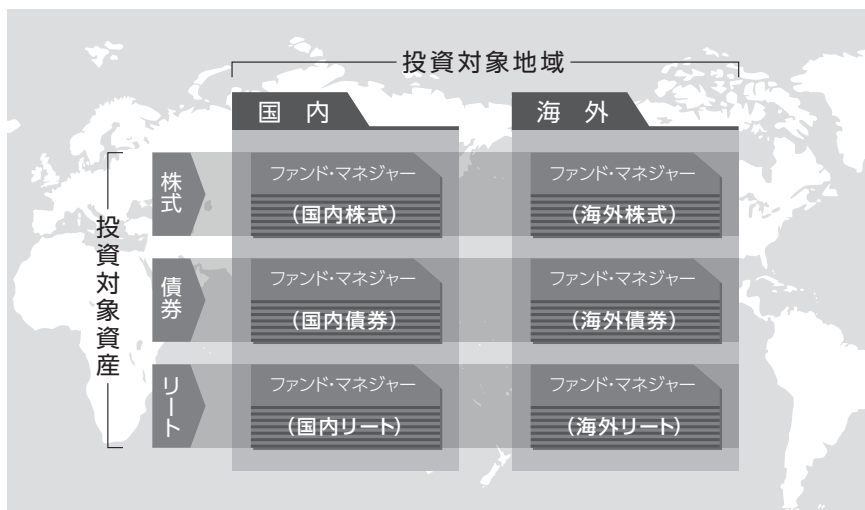 投資対象地域
国内
海外
投資対象資産
株式
ファンド・マネジャー
(国内株式)
ファンド・マネジャー
(海外株式)
債券
ファンド・マネジャー
(国内債券)
ファンド・マネジャー
(海外債券)
リート
ファンド・マネジャー
(国内リート)
ファンド・マネジャー
(海外リート)